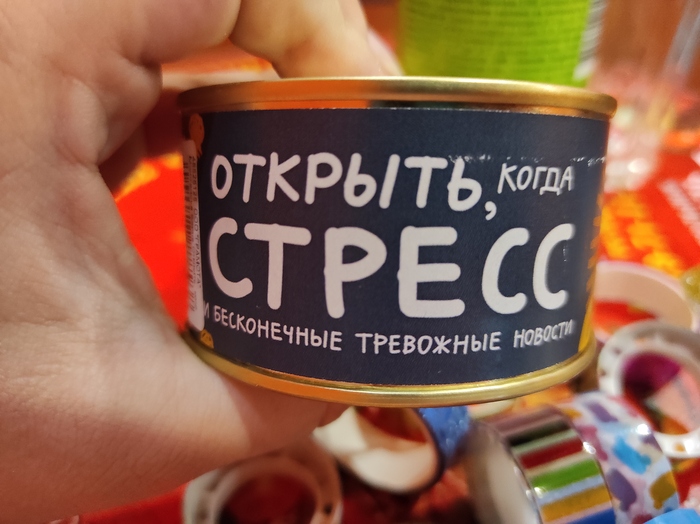 ОТКРЫТЬ, КОГДА
СТРЕСС
И БЕСКОНЕЧНЫЕ ТРЕВОЖНЫЕ НОВОСТИ